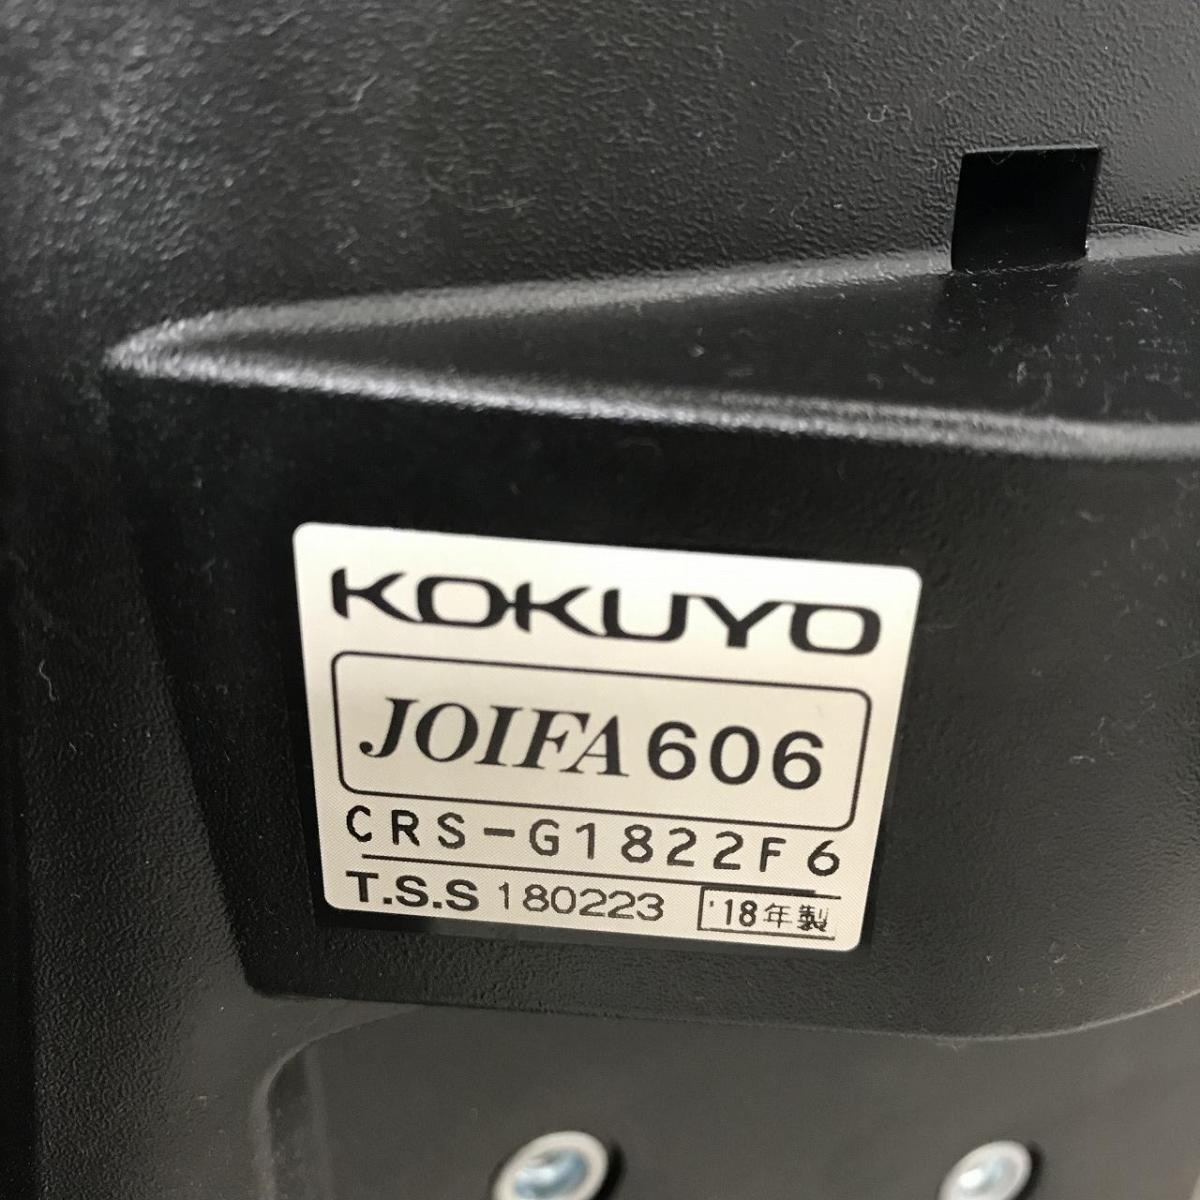 KOKUYO
JOIFA 606
CRS-G1822F6
T.S.S 180223 '18年製